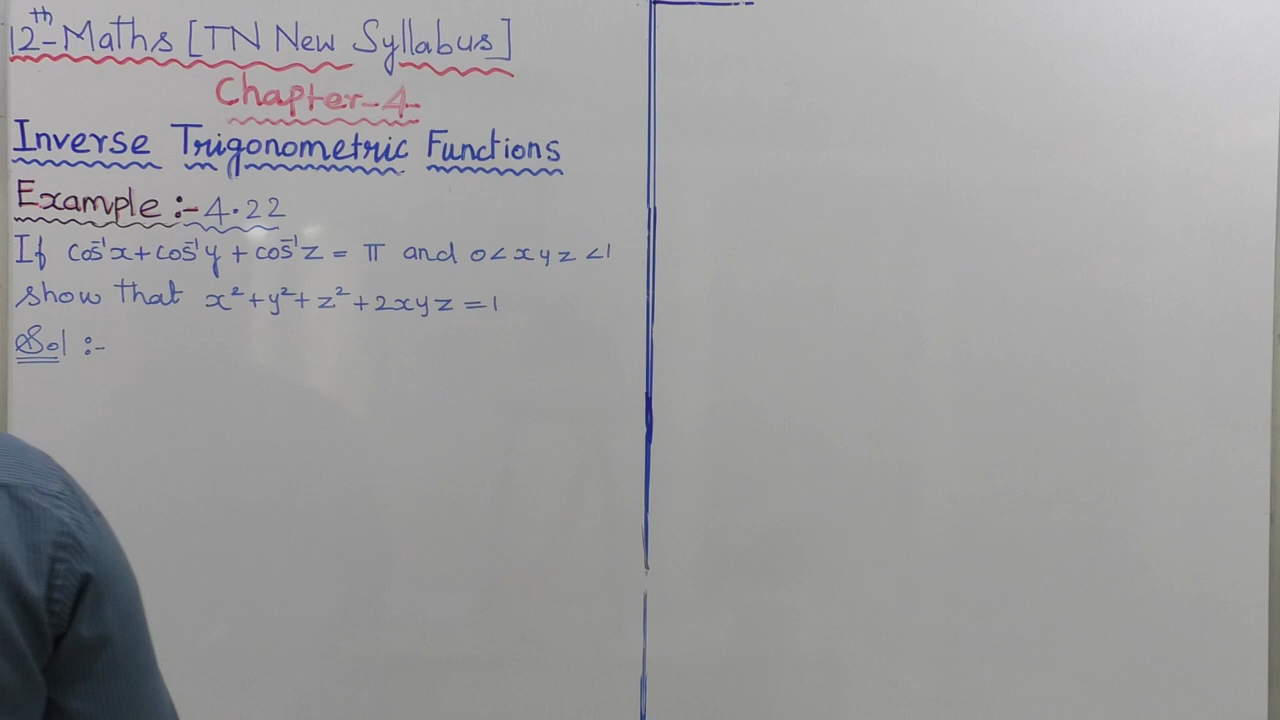 12th-Maths [TN New Syllabus]
Chapter-4
Inverse Trigonometric Functions
Example :- 4.22
If cos⁻¹x + cos⁻¹y + cos⁻¹z = π and 0<xyz<1
show that x² + y² + z² + 2xyz = 1
Sol :-